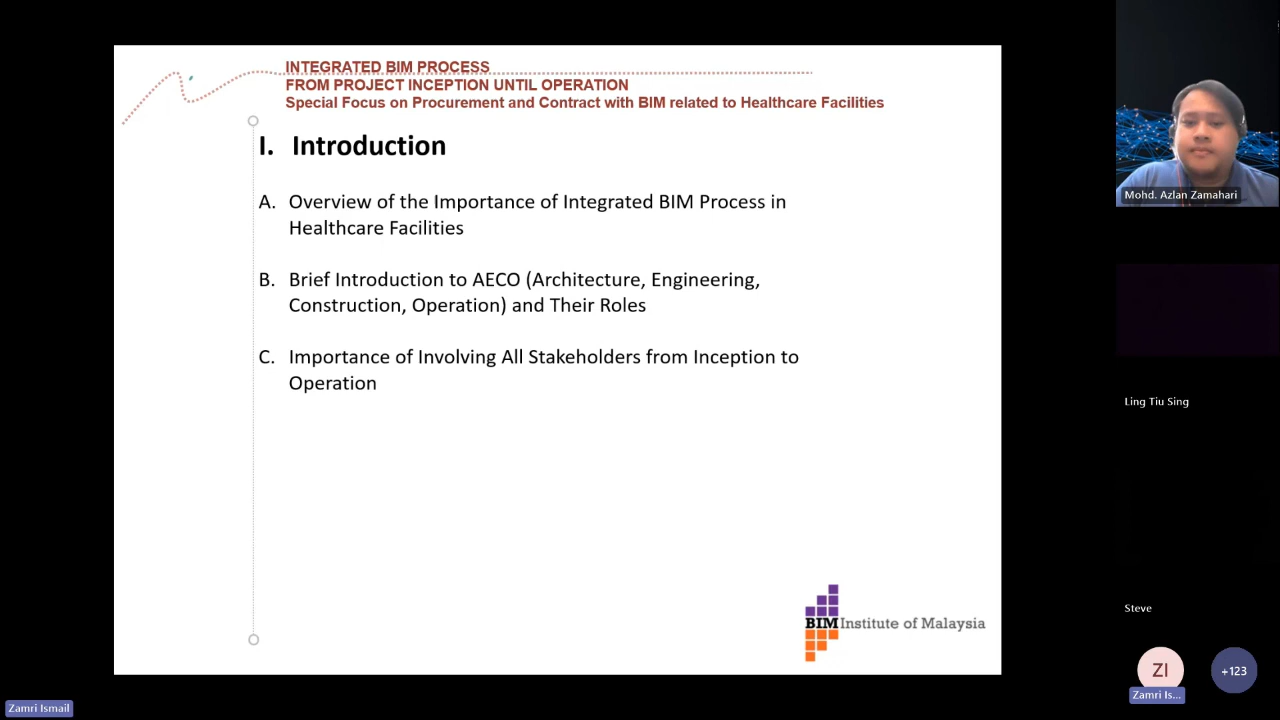 INTEGRATED BIM PROCESS
FROM PROJECT INCEPTION UNTIL OPERATION
Special Focus on Procurement and Contract with BIM related to Healthcare Facilities
I. Introduction
A. Overview of the Importance of Integrated BIM Process in
Healthcare Facilities
B. Brief Introduction to AECO (Architecture, Engineering,
Construction, Operation) and Their Roles
C. Importance of Involving All Stakeholders from Inception to
Operation
BIM Institute of Malaysia
Mohd. Azlan Zamahari
Ling Tiu Sing
Steve
ZI
+123
Zamri Is...
Zamri Ismail